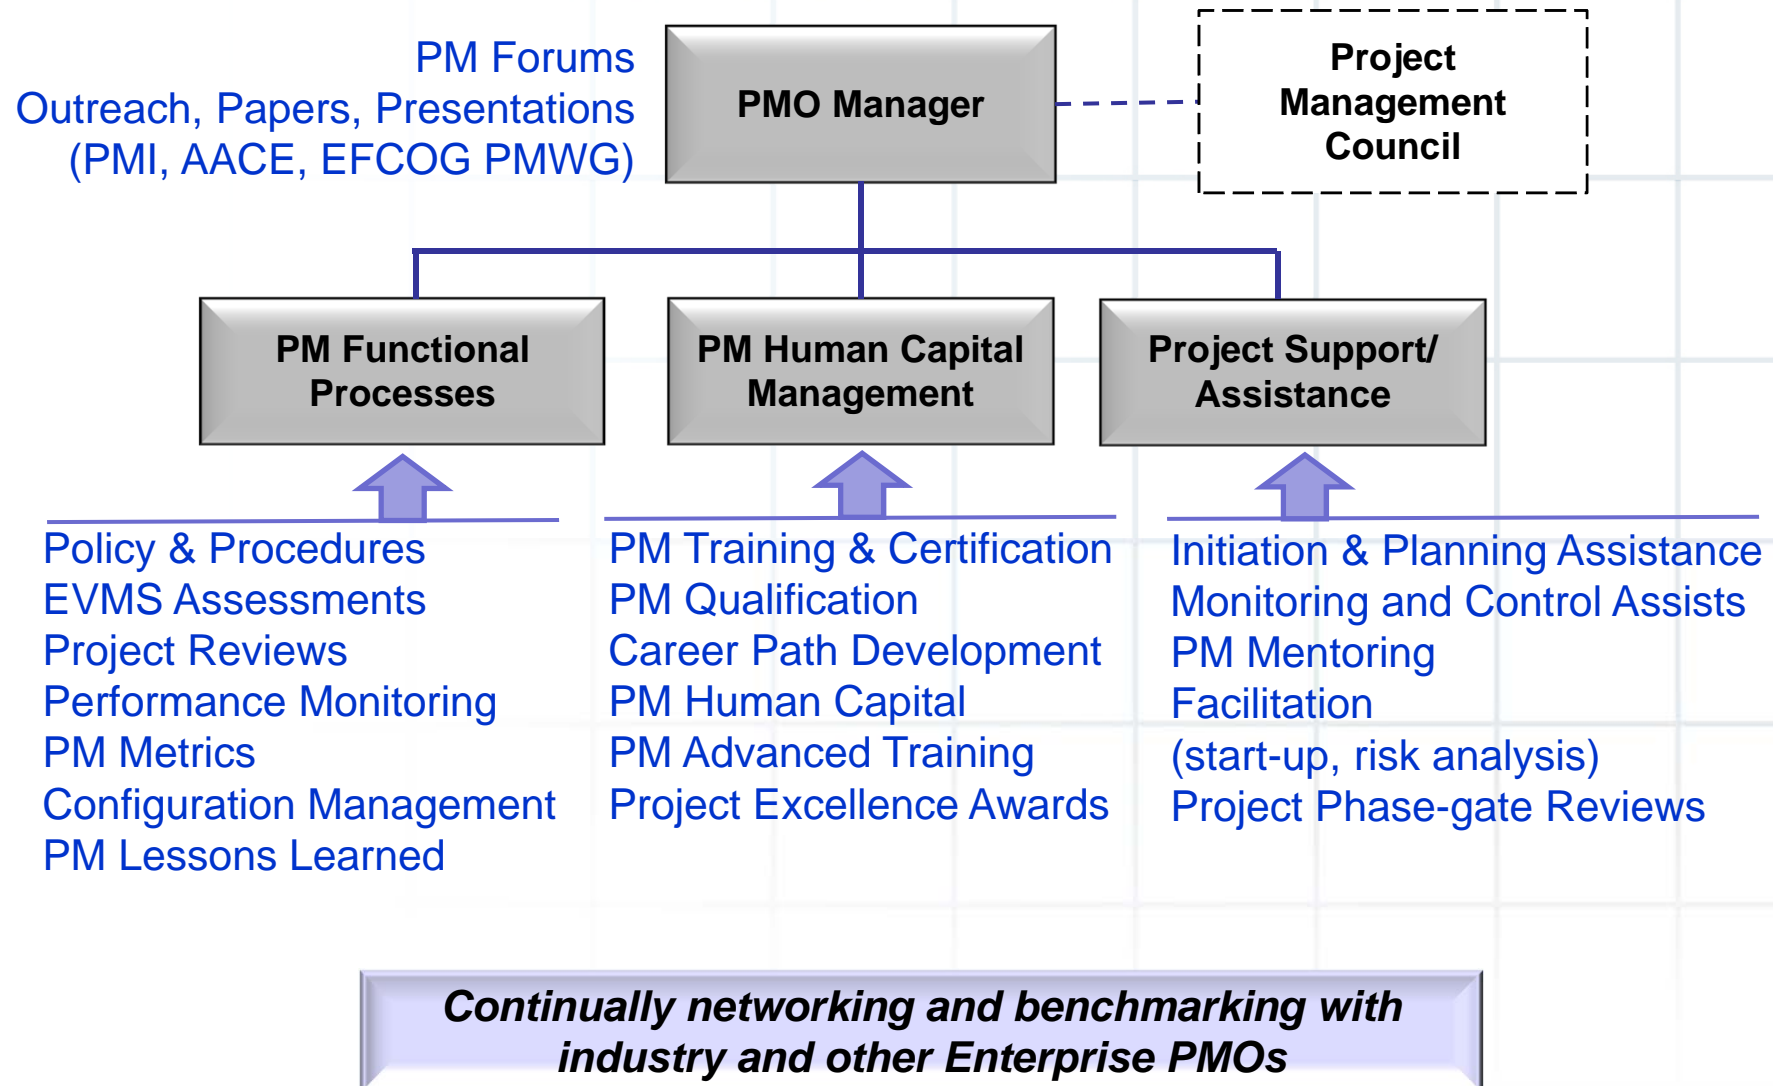 PM Forums
Outreach, Papers, Presentations
(PMI, AACE, EFCOG PMWG)
PMO Manager
Project
Management
Council
PM Functional
Processes
PM Human Capital
Management
Project Support/
Assistance
Policy & Procedures
EVMS Assessments
Project Reviews
Performance Monitoring
PM Metrics
Configuration Management
PM Lessons Learned
PM Training & Certification
PM Qualification
Career Path Development
PM Human Capital
PM Advanced Training
Project Excellence Awards
Initiation & Planning Assistance
Monitoring and Control Assists
PM Mentoring
Facilitation
(start-up, risk analysis)
Project Phase-gate Reviews
Continually networking and benchmarking with
industry and other Enterprise PMOs